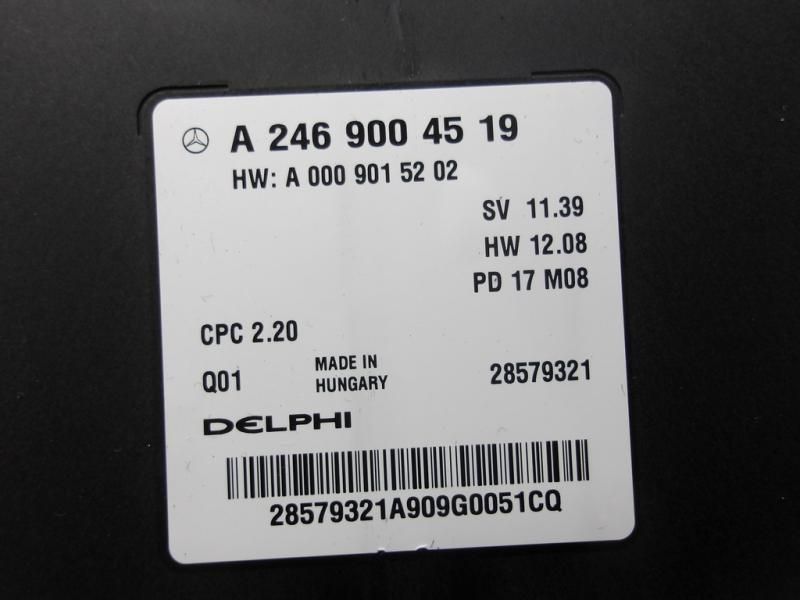 A 246 900 45 19
HW: A 000 901 52 02
SV 11.39
HW 12.08
PD 17 M08
CPC 2.20
Q01
MADE IN
HUNGARY
28579321
DELPHI
28579321A909G0051CQ